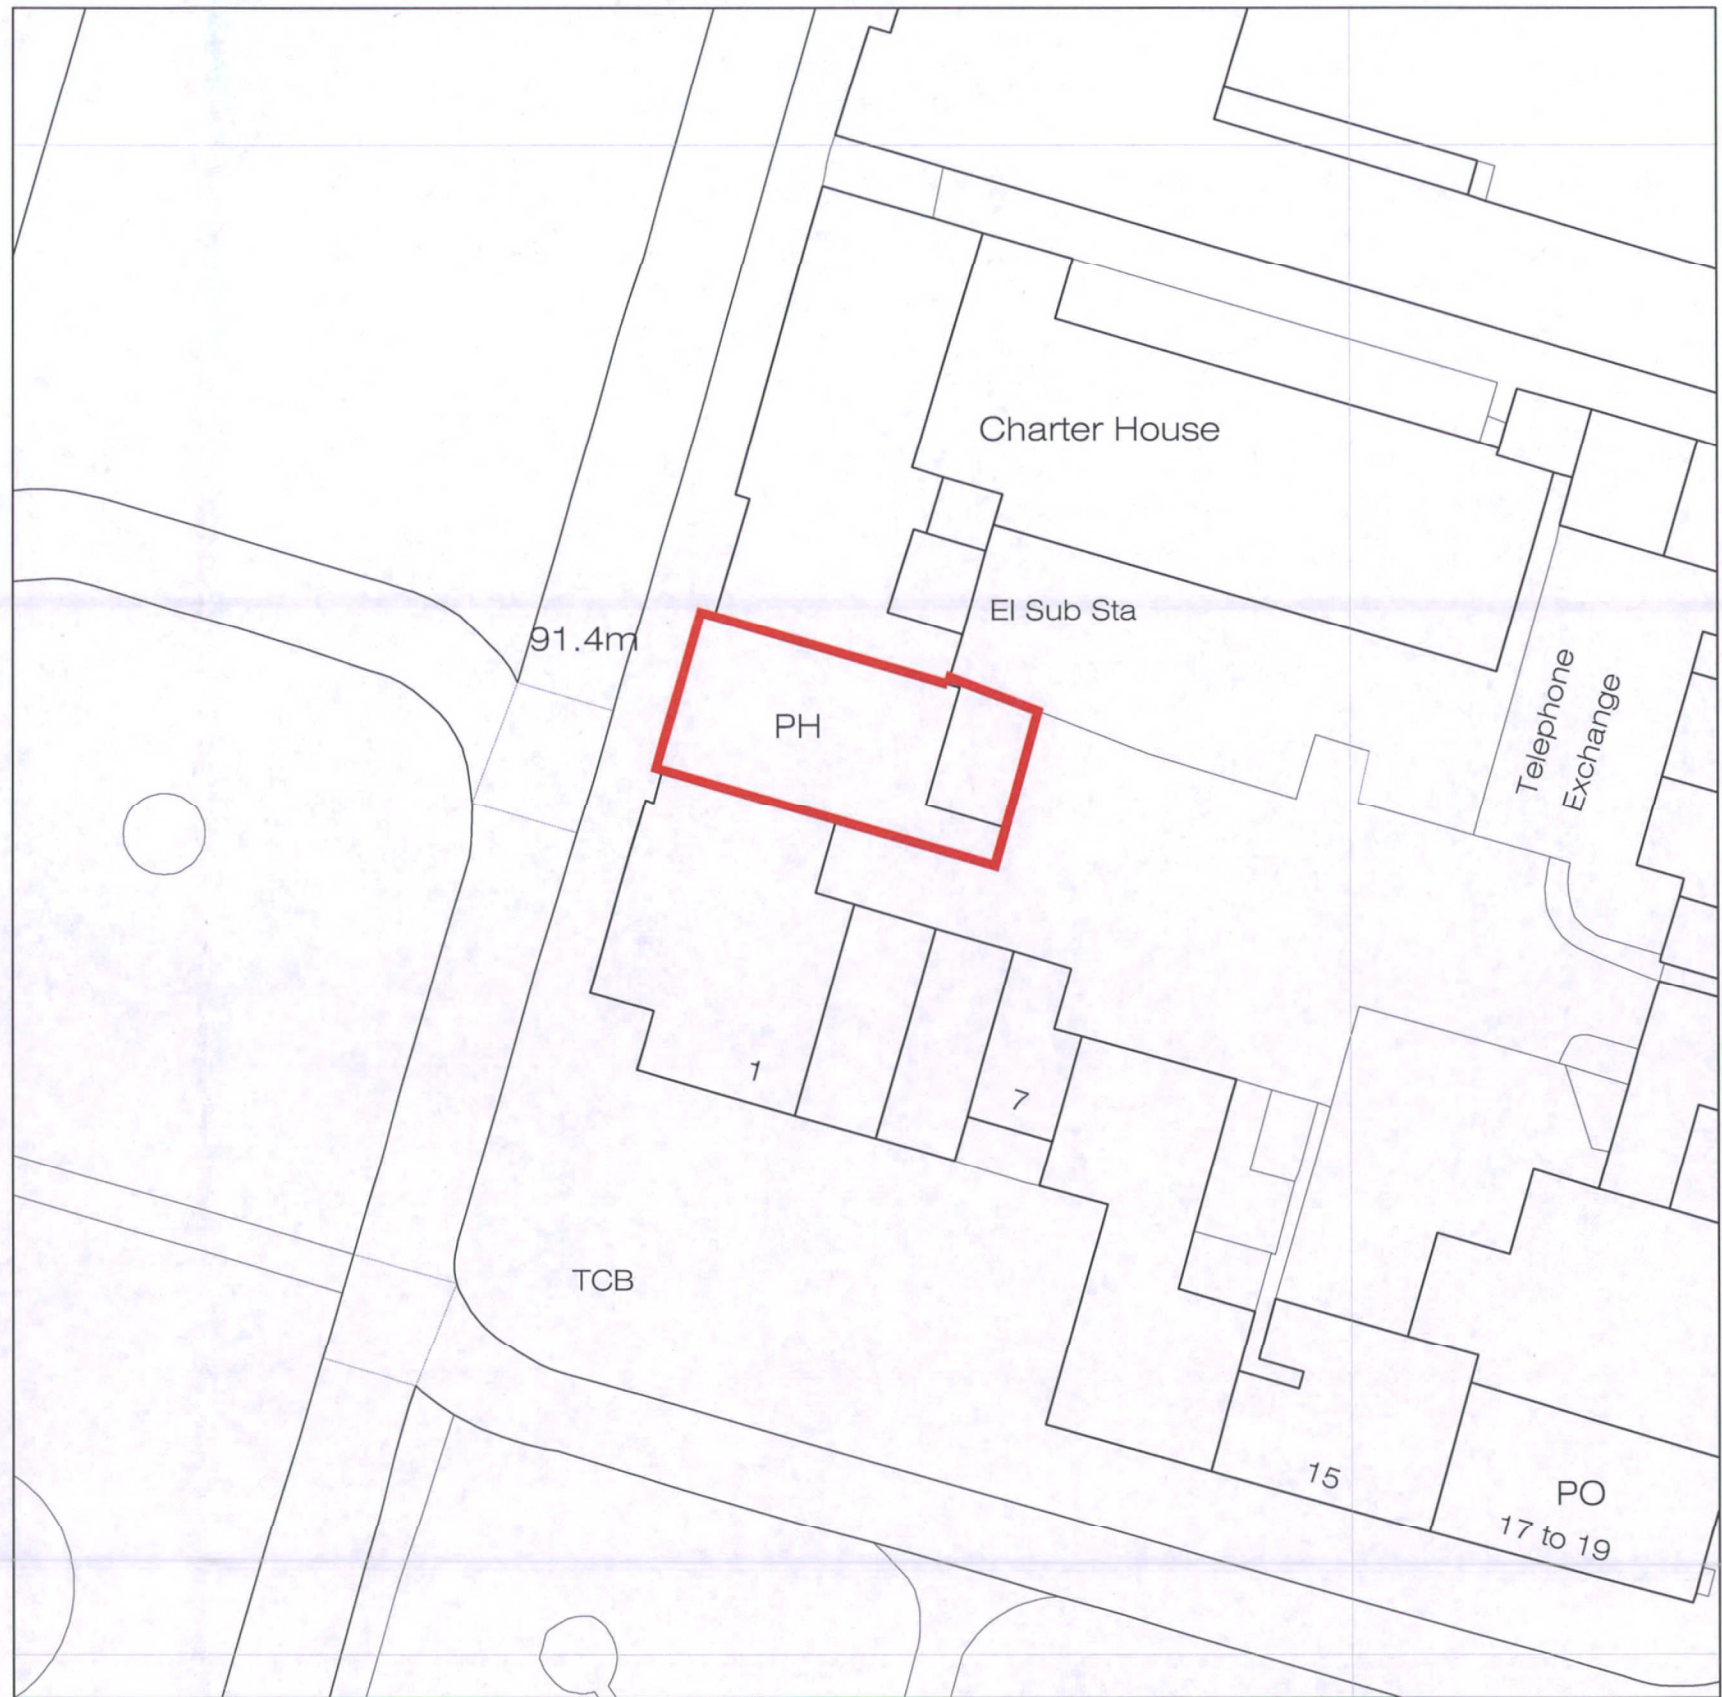 Charter House
El Sub Sta
91.4m
Telephone
Exchange
PH
1
7
TCB
15
PO
17 to 19